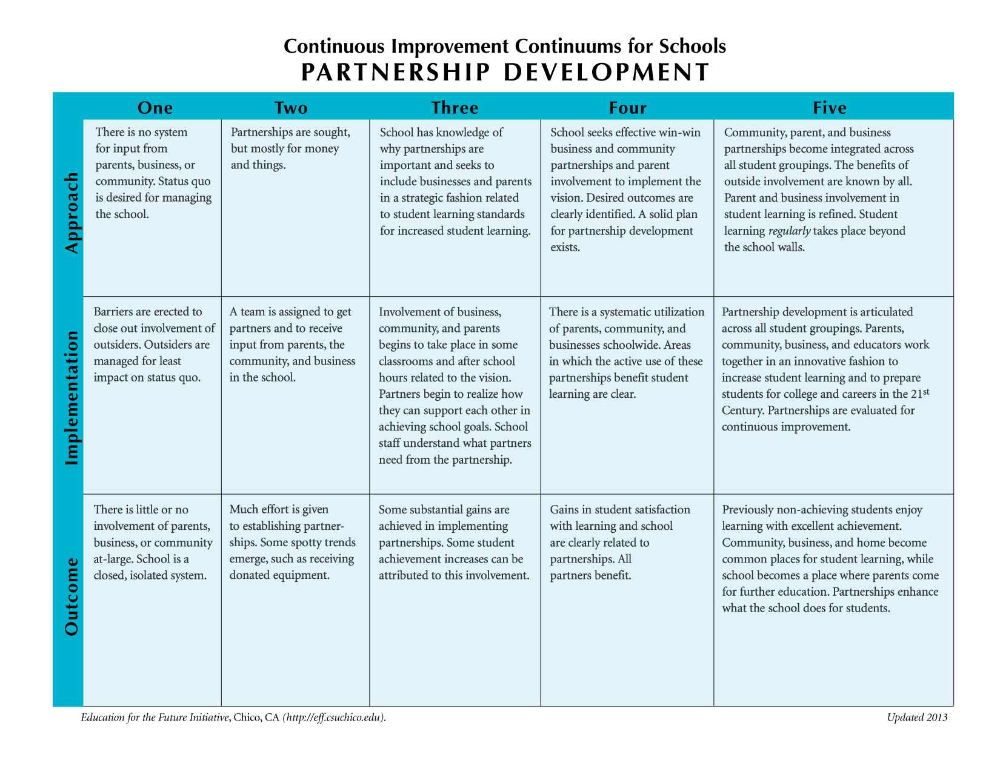 Continuous Improvement Continuums for Schools
PARTNERSHIP DEVELOPMENT
One
Two
Three
Four
Five
Approach
There is no system
for input from
parents, business, or
community. Status quo
is desired for managing
the school.
Partnerships are sought,
but mostly for money
and things.
School has knowledge of
why partnerships are
important and seeks to
include businesses and parents
in a strategic fashion related
to student learning standards
for increased student learning.
School seeks effective win-win
business and community
partnerships and parent
involvement to implement the
vision. Desired outcomes are
clearly identified. A solid plan
for partnership development
exists.
Community, parent, and business
partnerships become integrated across
all student groupings. The benefits of
outside involvement are known by all.
Parent and business involvement in
student learning is refined. Student
learning regularly takes place beyond
the school walls.
Implementation
Barriers are erected to
close out involvement of
outsiders. Outsiders are
managed for least
impact on status quo.
A team is assigned to get
partners and to receive
input from parents, the
community, and business
in the school.
Involvement of business,
community, and parents
begins to take place in some
classrooms and after school
hours related to the vision.
Partners begin to realize how
they can support each other in
achieving school goals. School
staff understand what partners
need from the partnership.
There is a systematic utilization
of parents, community, and
businesses schoolwide. Areas
in which the active use of these
partnerships benefit student
learning are clear.
Partnership development is articulated
across all student groupings. Parents,
community, business, and educators work
together in an innovative fashion to
increase student learning and to prepare
students for college and careers in the 21st
Century. Partnerships are evaluated for
continuous improvement.
Outcome
There is little or no
involvement of parents,
business, or community
at-large. School is a
closed, isolated system.
Much effort is given
to establishing partner-
ships. Some spotty trends
emerge, such as receiving
donated equipment.
Some substantial gains are
achieved in implementing
partnerships. Some student
achievement increases can be
attributed to this involvement.
Gains in student satisfaction
with learning and school
are clearly related to
partnerships. All
partners benefit.
Previously non-achieving students enjoy
learning with excellent achievement.
Community, business, and home become
common places for student learning, while
school becomes a place where parents come
for further education. Partnerships enhance
what the school does for students.
Education for the Future Initiative, Chico, CA (http://eff.csuchico.edu).
Updated 2013